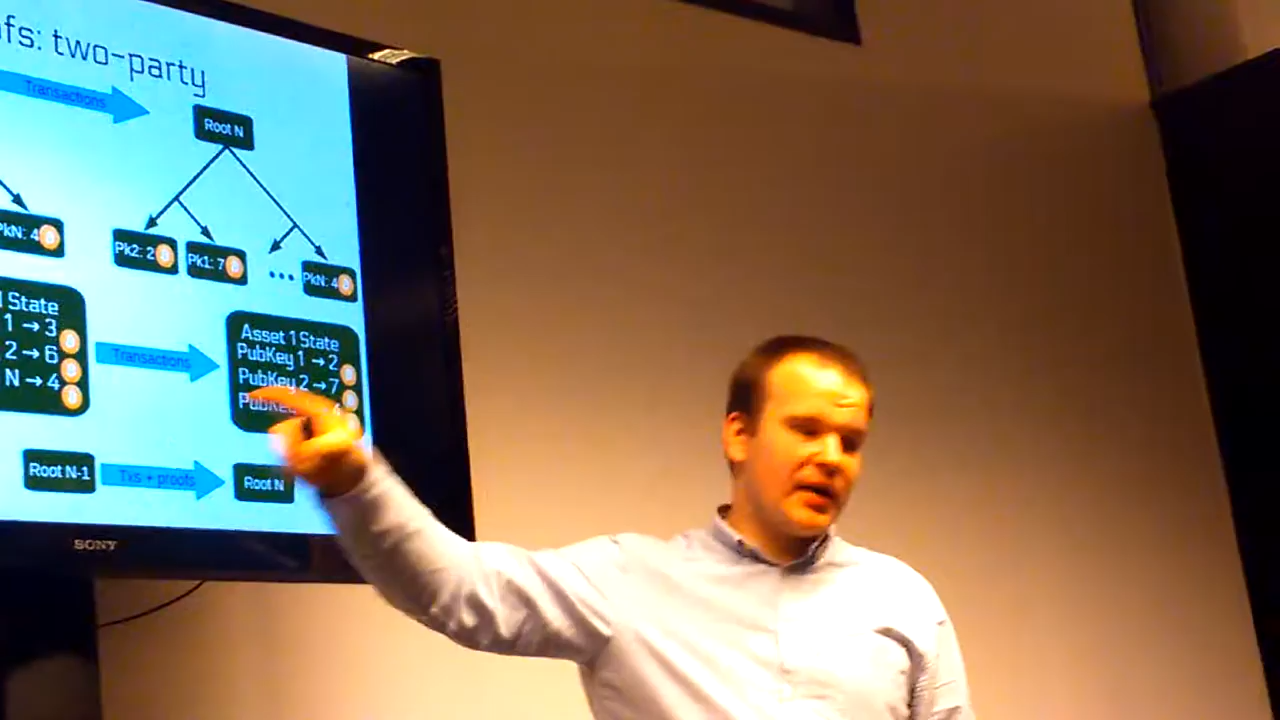 ofs: two-party
Transactions
Root N
PkN: 4
Pk2: 2
Pk1: 7
...
PkN: 4
State
1 → 3
2 → 6
N → 4
Transactions
Asset 1 State
PubKey 1 → 2
PubKey 2 → 7
4
Root N-1
Txs + proofs
Root N
SONY